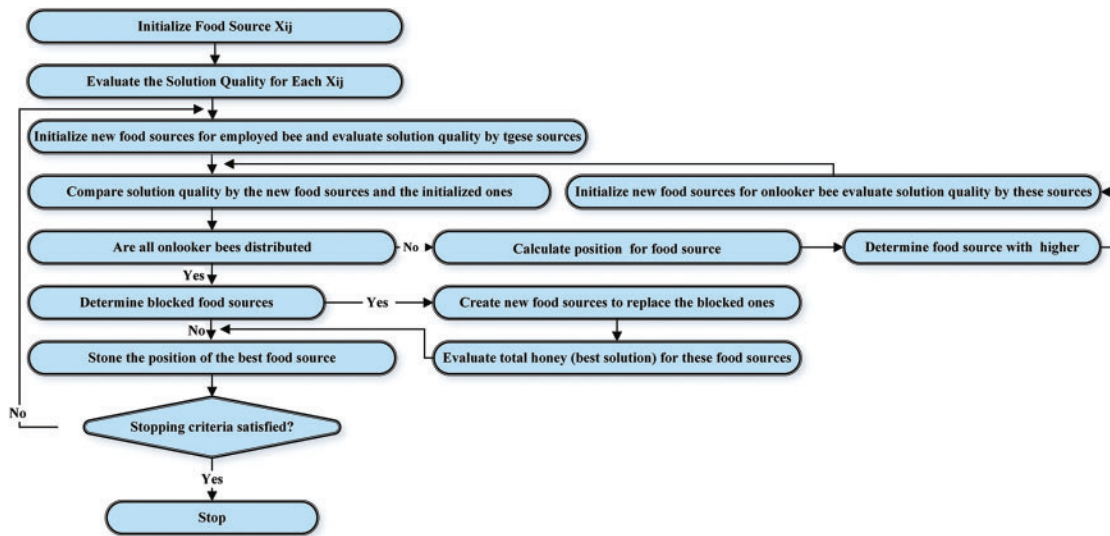 Initialize Food Source Xij
Evaluate the Solution Quality for Each Xij
Initialize new food sources for employed bee and evaluate solution quality by tgese sources
Compare solution quality by the new food sources and the initialized ones
Initialize new food sources for onlooker bee evaluate solution quality by these sources
Are all onlooker bees distributed
No
Calculate position for food source
Determine food source with higher
Yes
Determine blocked food sources
Yes
Create new food sources to replace the blocked ones
No
Stone the position of the best food source
Evaluate total honey (best solution) for these food sources
No
Stopping criteria satisfied?
Yes
Stop